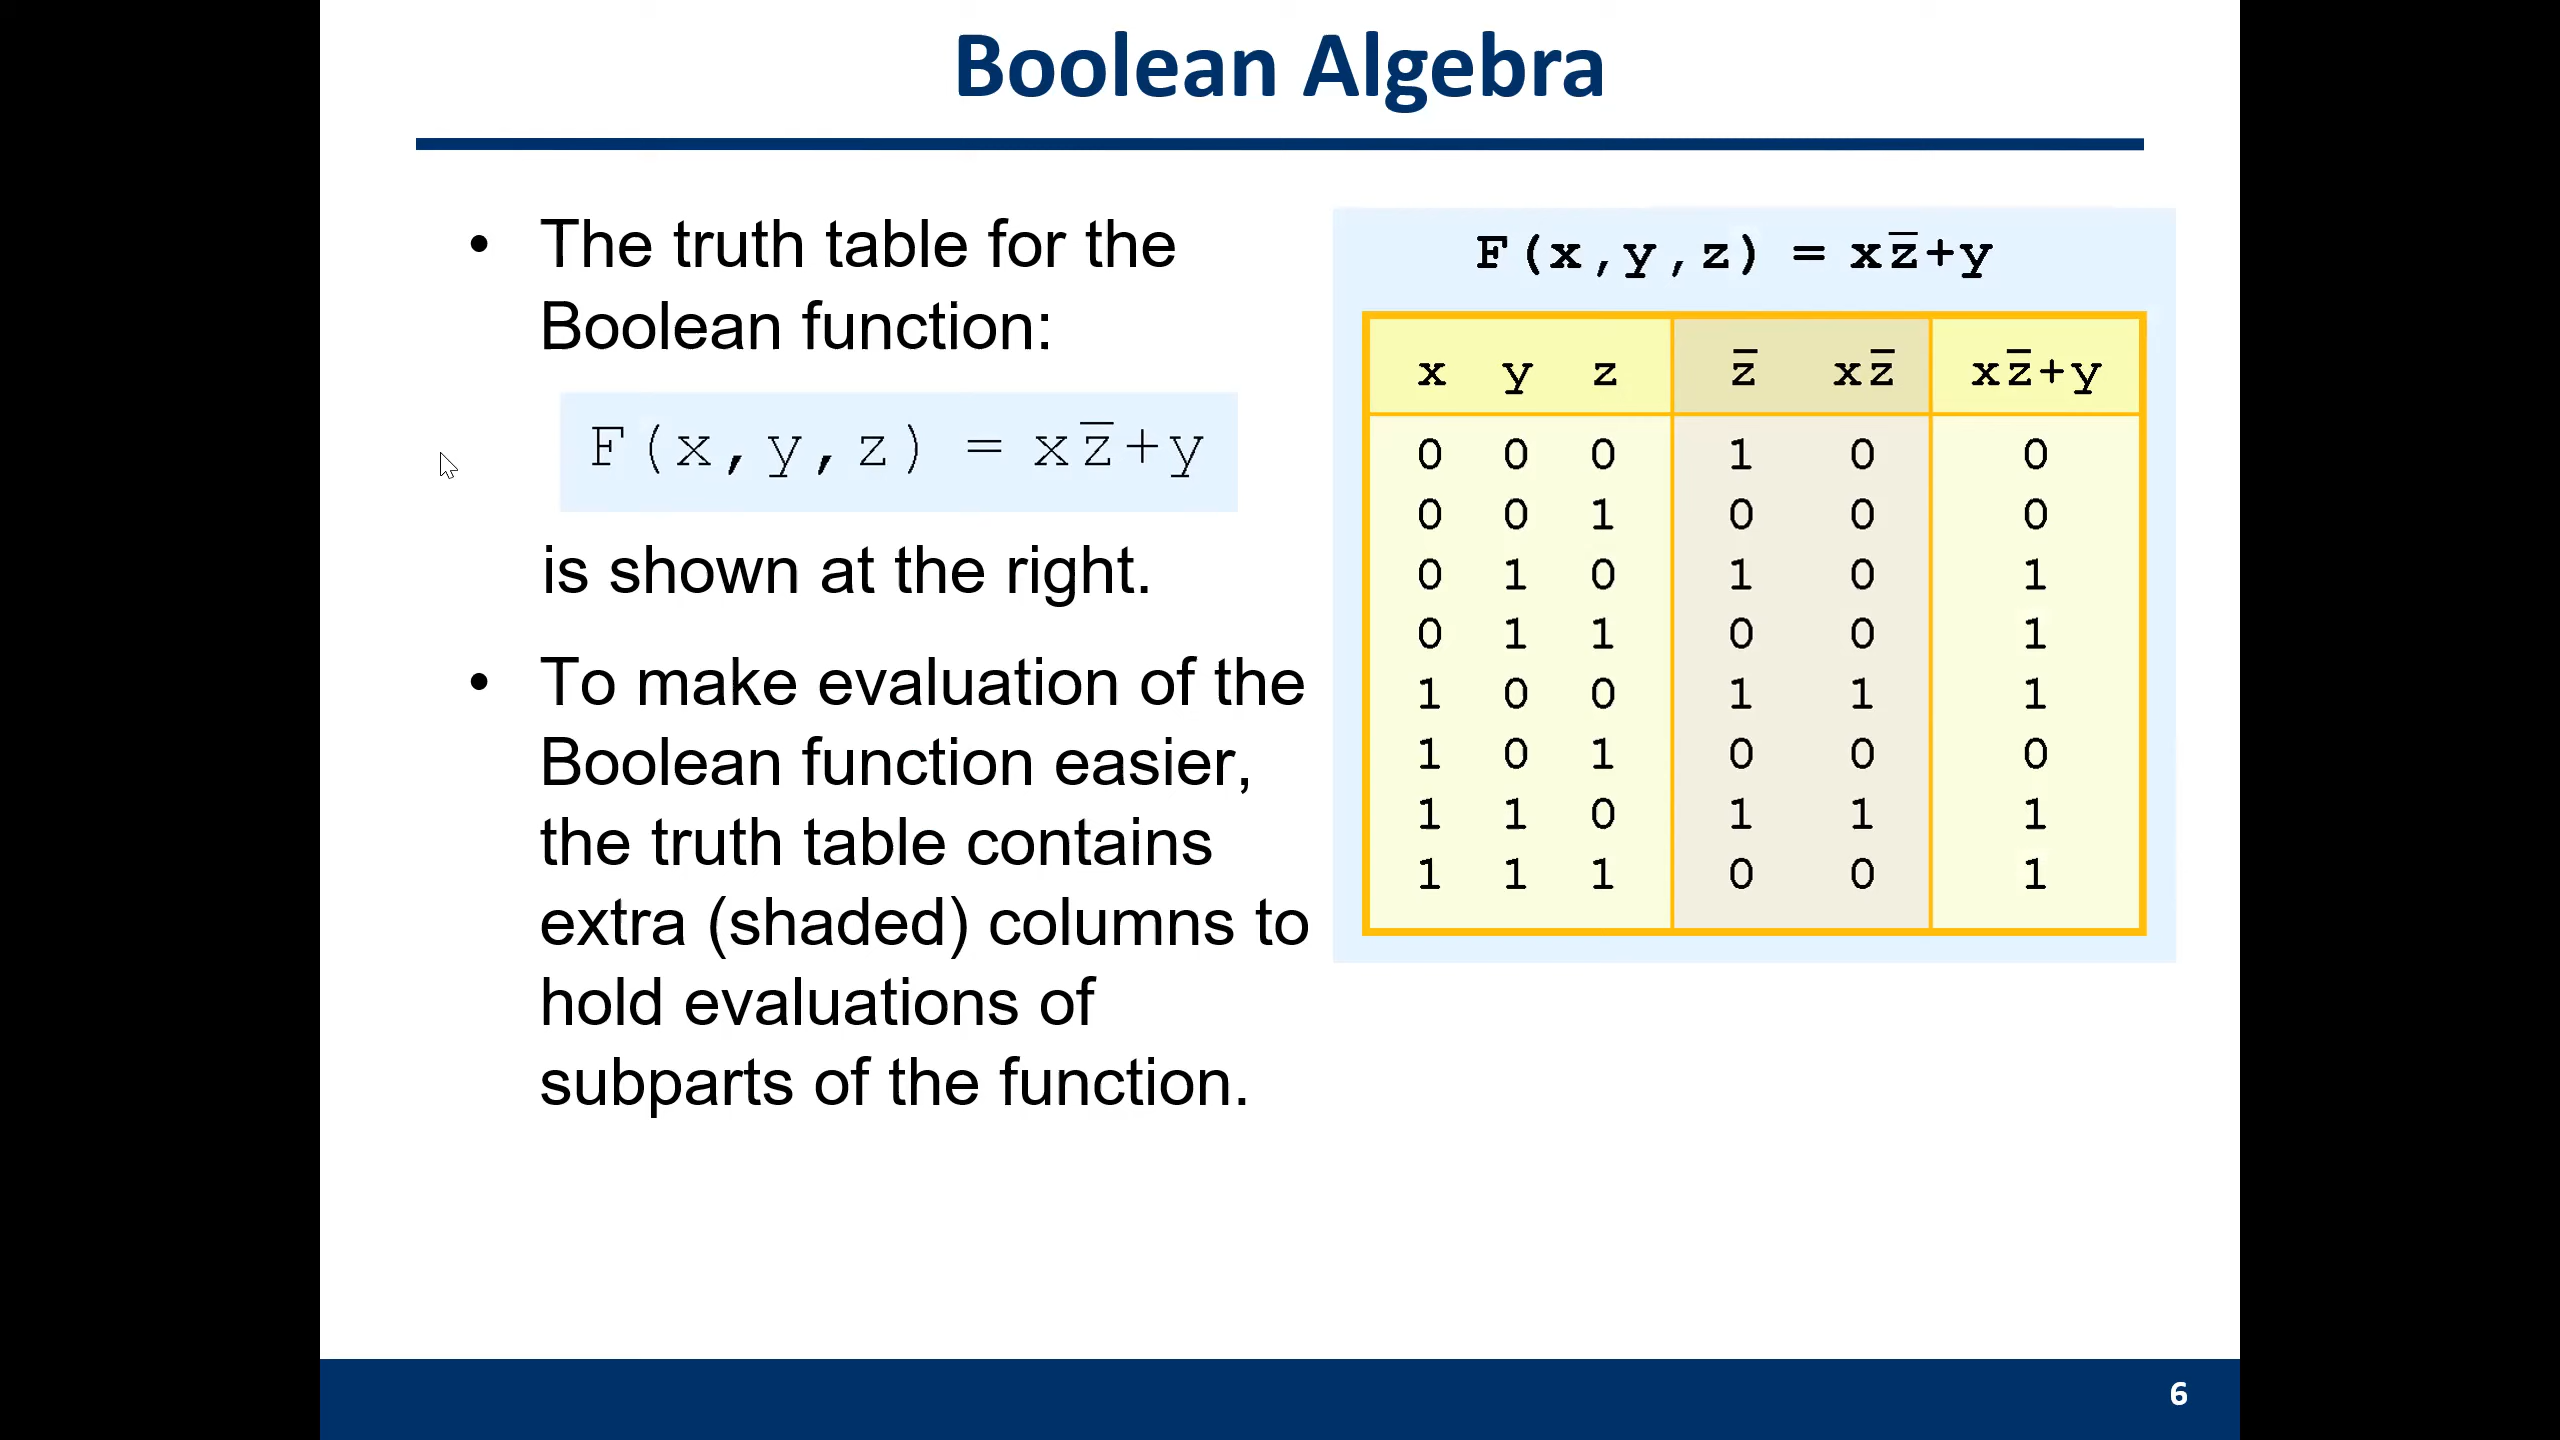 Boolean Algebra
• The truth table for the
Boolean function:
F(x,y,z) = xz̅+y
is shown at the right.
• To make evaluation of the
Boolean function easier,
the truth table contains
extra (shaded) columns to
hold evaluations of
subparts of the function.
F(x,y,z) = xz̅+y
x y z z̅ xz̅ xz̅+y
0 0 0 1 0 0
0 0 1 0 0 0
0 1 0 1 0 1
0 1 1 0 0 1
1 0 0 1 1 1
1 0 1 0 0 0
1 1 0 1 1 1
1 1 1 0 0 1
6